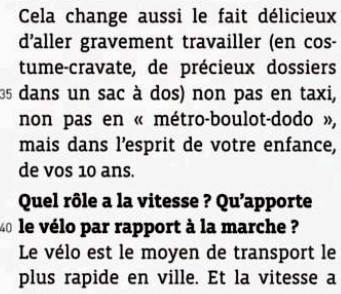 Cela change aussi le fait délicieux
d'aller gravement travailler (en cos-
tume-cravate, de précieux dossiers
35 dans un sac à dos) non pas en taxi,
non pas en « métro-boulot-dodo »,
mais dans l'esprit de votre enfance,
de vos 10 ans.
Quel rôle a la vitesse ? Qu'apporte
40 le vélo par rapport à la marche ?
Le vélo est le moyen de transport le
plus rapide en ville. Et la vitesse a